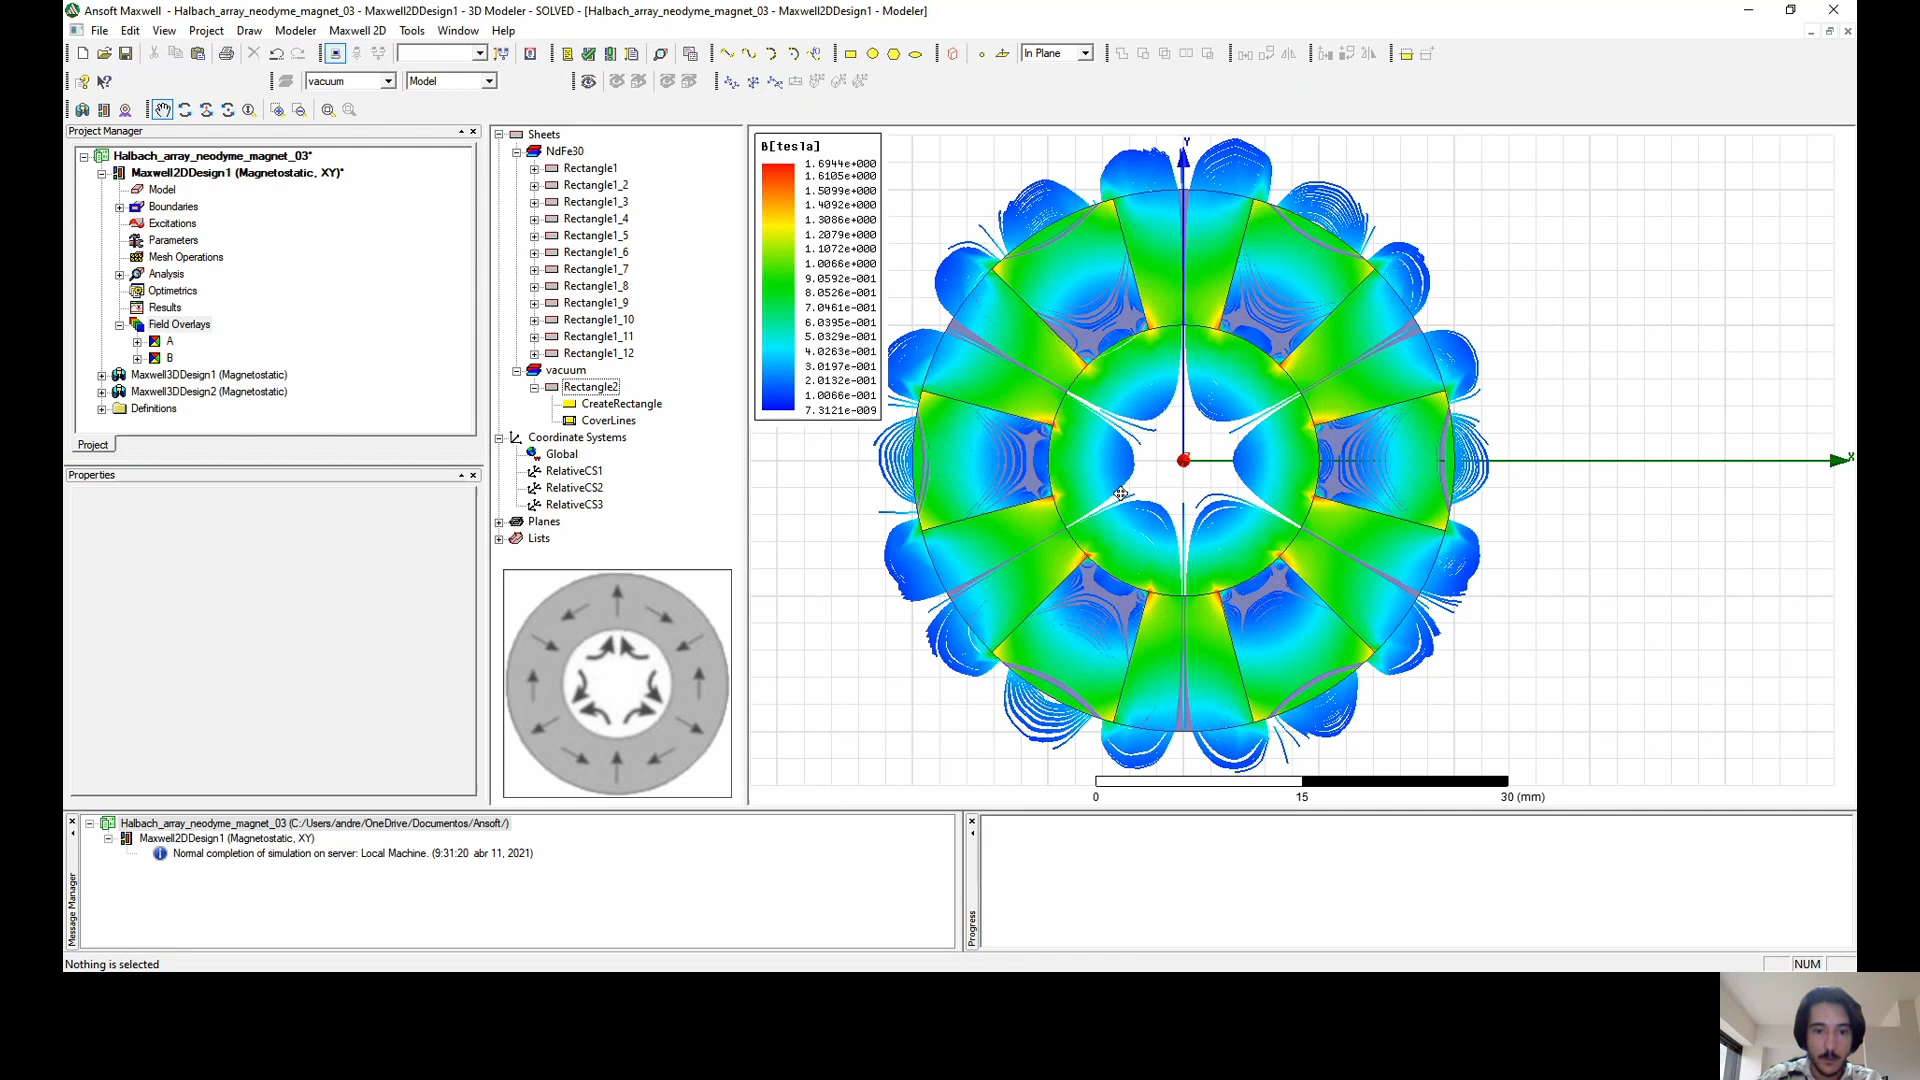 Ansoft Maxwell - Halbach_array_neodyme_magnet_03 - Maxwell2DDesign1 - 3D Modeler - SOLVED - [Halbach_array_neodyme_magnet_03 - Maxwell2DDesign1 - Modeler]
File Edit View Project Draw Modeler Maxwell 2D Tools Window Help
In Plane
vacuum Model
Project Manager
Halbach_array_neodyme_magnet_03*
Maxwell2DDesign1 (Magnetostatic, XY)*
Model
Boundaries
Excitations
Parameters
Mesh Operations
Analysis
Optimetrics
Results
Field Overlays
A
B
Maxwell3DDesign1 (Magnetostatic)
Maxwell3DDesign2 (Magnetostatic)
Definitions
Project
Properties
Sheets
NdFe30
Rectangle1
Rectangle1_2
Rectangle1_3
Rectangle1_4
Rectangle1_5
Rectangle1_6
Rectangle1_7
Rectangle1_8
Rectangle1_9
Rectangle1_10
Rectangle1_11
Rectangle1_12
vacuum
Rectangle2
CreateRectangle
CoverLines
Coordinate Systems
Global
RelativeCS1
RelativeCS2
RelativeCS3
Planes
Lists
B[tesla]
1.6944e+000
1.6105e+000
1.5099e+000
1.4092e+000
1.3086e+000
1.2079e+000
1.1072e+000
1.0066e+000
9.0592e-001
8.0526e-001
7.0461e-001
6.0395e-001
5.0329e-001
4.0263e-001
3.0197e-001
2.0132e-001
1.0066e-001
7.3121e-009
Y
X
0 15 30 (mm)
Message Manager
Halbach_array_neodyme_magnet_03 (C:/Users/andre/OneDrive/Documentos/Ansoft/)
Maxwell2DDesign1 (Magnetostatic, XY)
Normal completion of simulation on server: Local Machine. (9:31:20 abr 11, 2021)
Progress
Nothing is selected
NUM